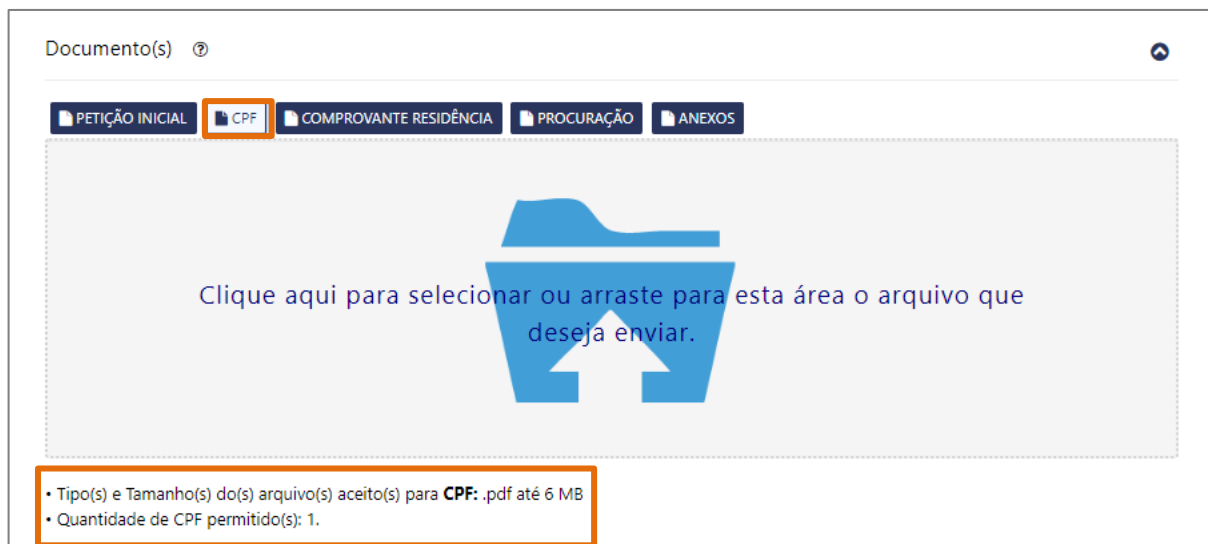 Documento(s)
PETIÇÃO INICIAL CPF COMPROVANTE RESIDÊNCIA PROCURAÇÃO ANEXOS
Clique aqui para selecionar ou arraste para esta área o arquivo que
deseja enviar.
• Tipo(s) e Tamanho(s) do(s) arquivo(s) aceito(s) para CPF: .pdf até 6 MB
• Quantidade de CPF permitido(s): 1.